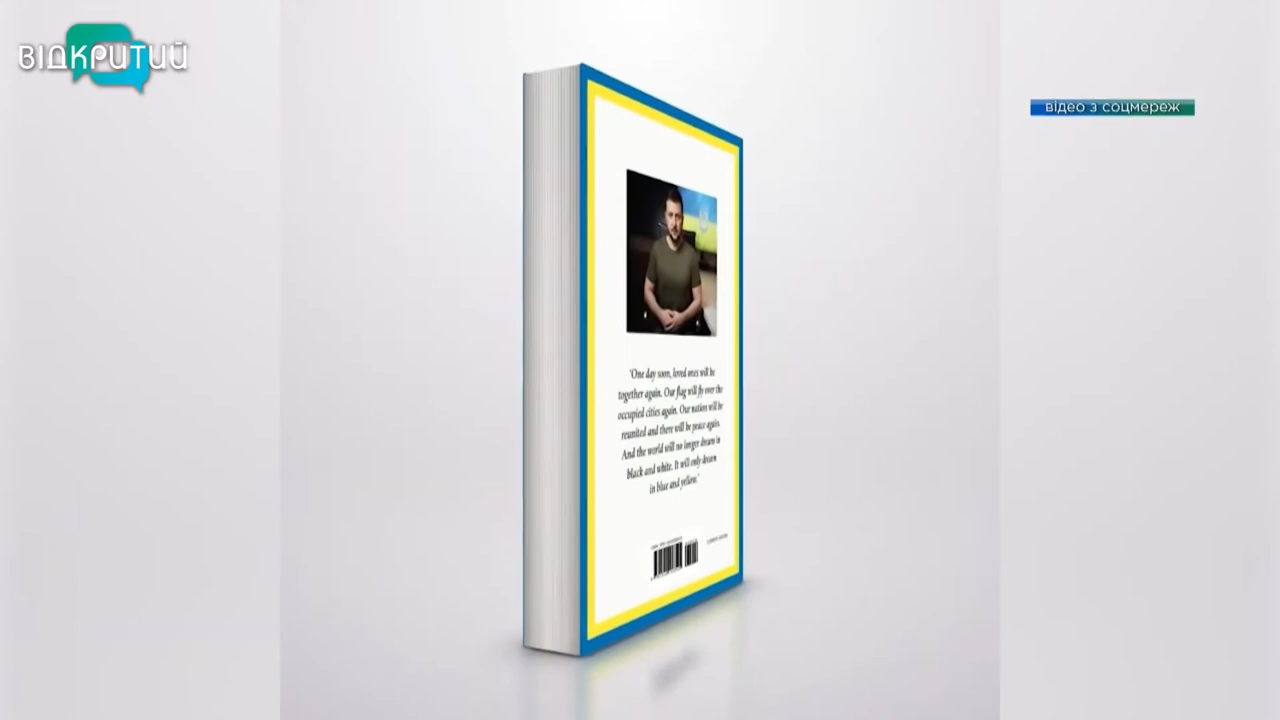 ВІДКРИТИЙ
відео з соцмереж
'One day soon, loved ones will be
together again. Our flag will fly over the
occupied cities again. Our nation will be
reunited and there will be peace again.
And the world will no longer dream in
black and white. It will only dream
in blue and yellow.'